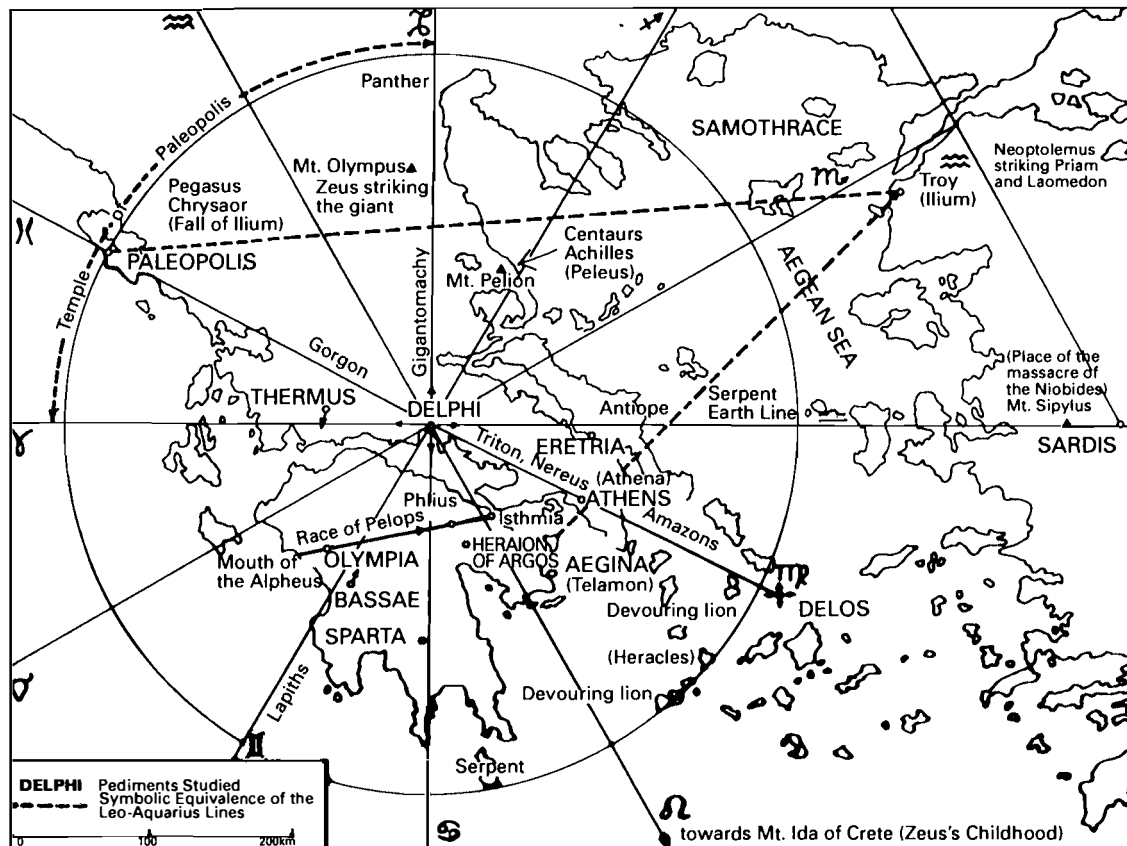 Panther
Paleopolis
SAMOTHRACE
Mt. Olympus
Zeus striking
the giant
Neoptolemus
striking Priam
and Laomedon
Pegasus
Chrysaor
(Fall of Ilium)
Troy
(Ilium)
PALEOPOLIS
Centaurs
Achilles
(Peleus)
Mt. Pelion
AEGEAN SEA
Temple
Gigantomachy
Gorgon
(Place of the
massacre of
the Niobides)
Mt. Sipylus
THERMUS
DELPHI
Antiope
Serpent
Earth Line
SARDIS
ERETRIA
Triton, Nereus
(Athena)
ATHENS
Amazons
Phlius
Isthmia
Race of Pelops
HERAION
OF ARGOS
Mouth of
the Alpheus
OLYMPIA
AEGINA
(Telamon)
BASSAE
Devouring lion
DELOS
SPARTA
(Heracles)
Lapiths
Devouring lion
Serpent
DELPHI Pediments Studied
Symbolic Equivalence of the
Leo-Aquarius Lines
0 100 200km
towards Mt. Ida of Crete (Zeus's Childhood)
♒
♐
♏
♒
♓
♈
♍
♉
♊
♋
♌